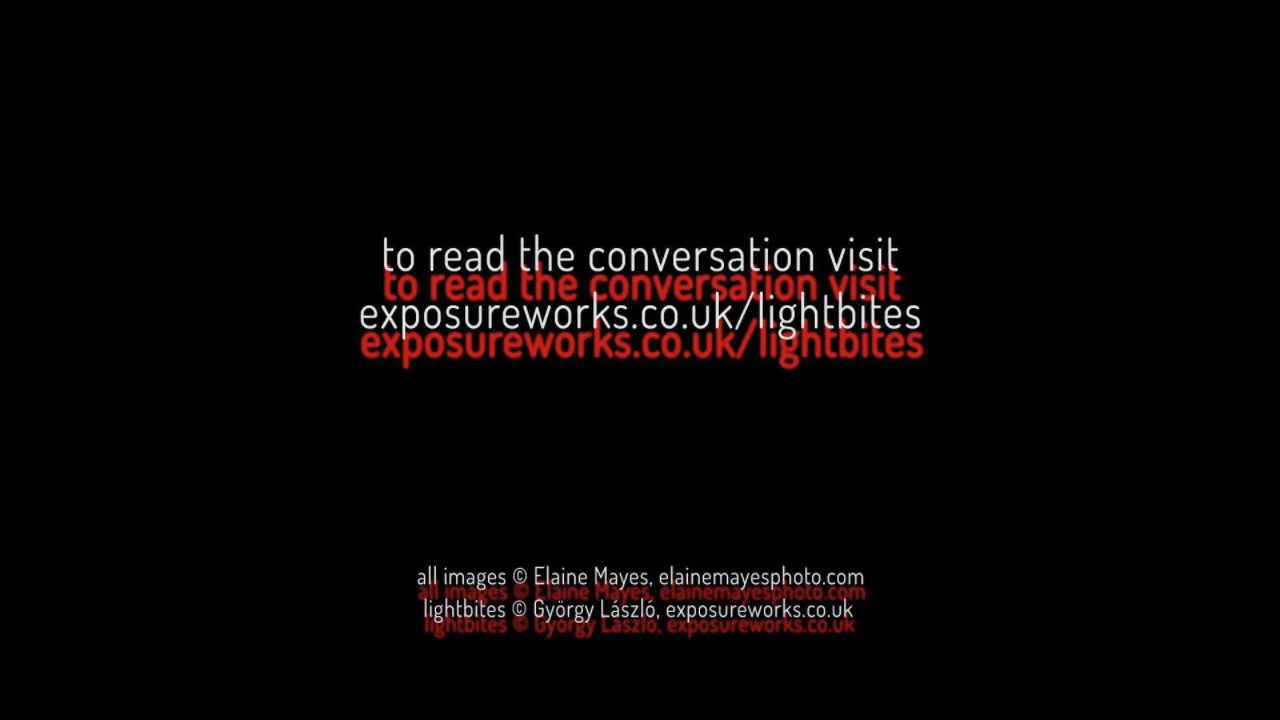 to read the conversation visit
exposureworks.co.uk/lightbites
all images © Elaine Mayes, elainemayesphoto.com
lightbites © György László, exposureworks.co.uk